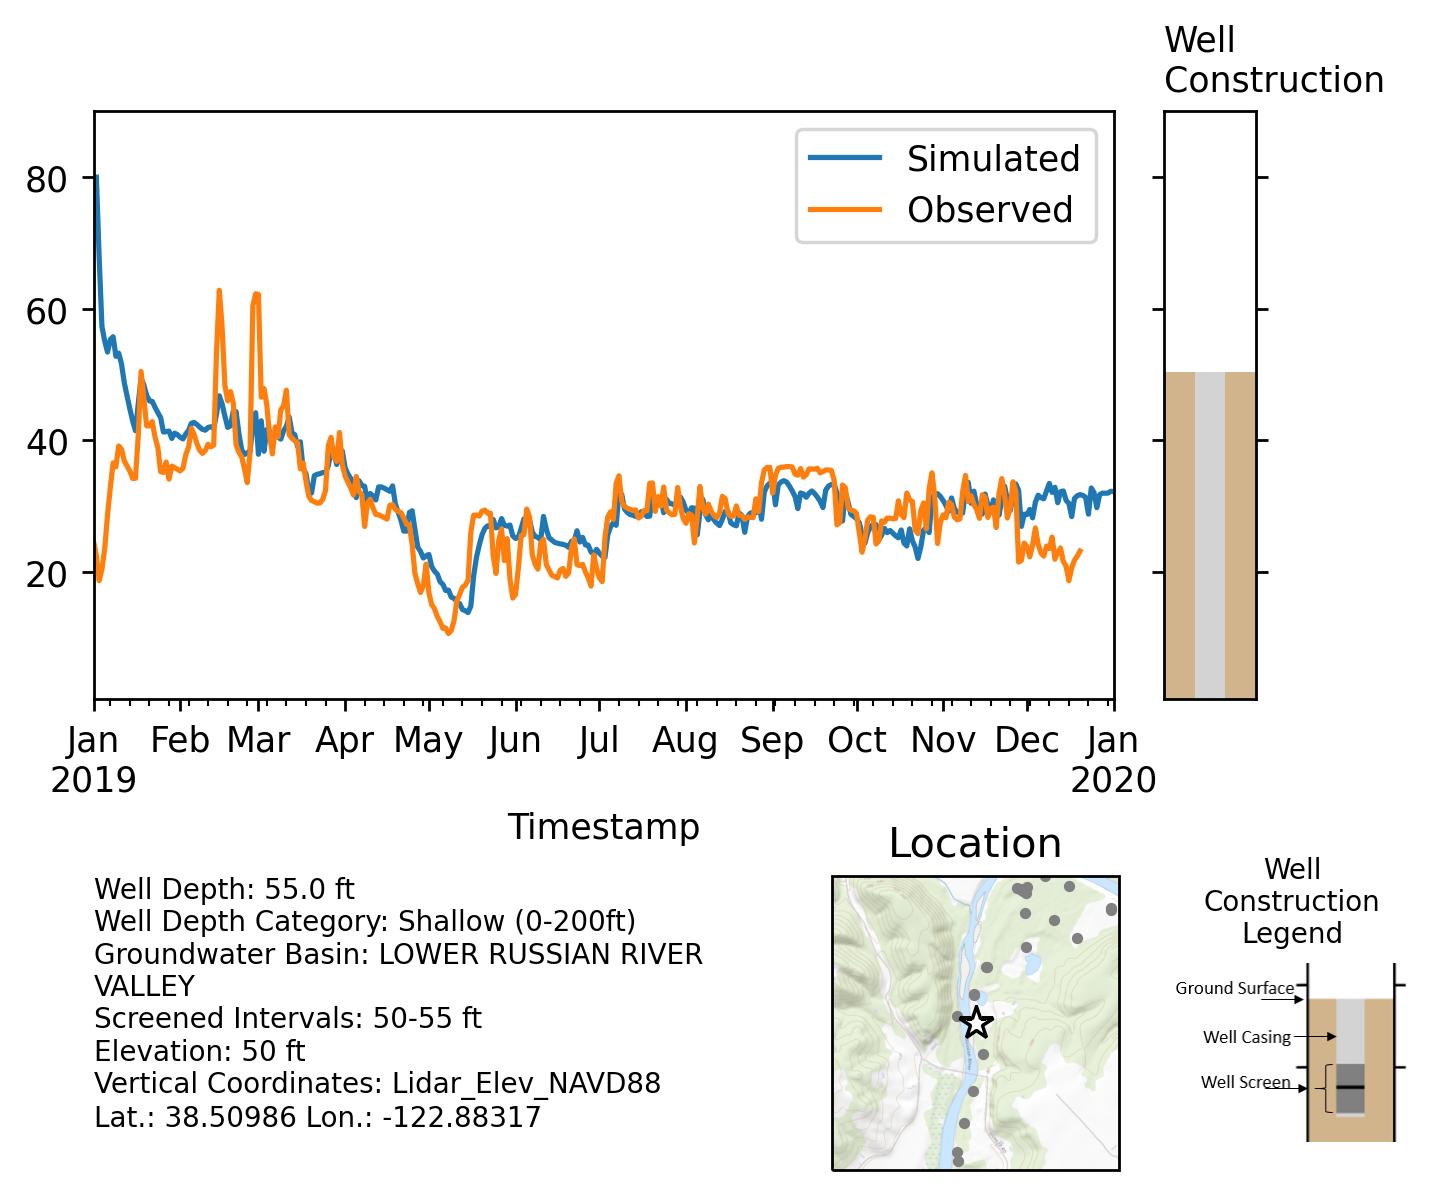 Well
Construction
Simulated
Observed
80
60
40
20
Jan Feb Mar Apr May Jun Jul Aug Sep Oct Nov Dec Jan
2019 2020
Timestamp
Well Depth: 55.0 ft
Well Depth Category: Shallow (0-200ft)
Groundwater Basin: LOWER RUSSIAN RIVER
VALLEY
Screened Intervals: 50-55 ft
Elevation: 50 ft
Vertical Coordinates: Lidar_Elev_NAVD88
Lat.: 38.50986 Lon.: -122.88317
Location
Well
Construction
Legend
Ground Surface
Well Casing
Well Screen